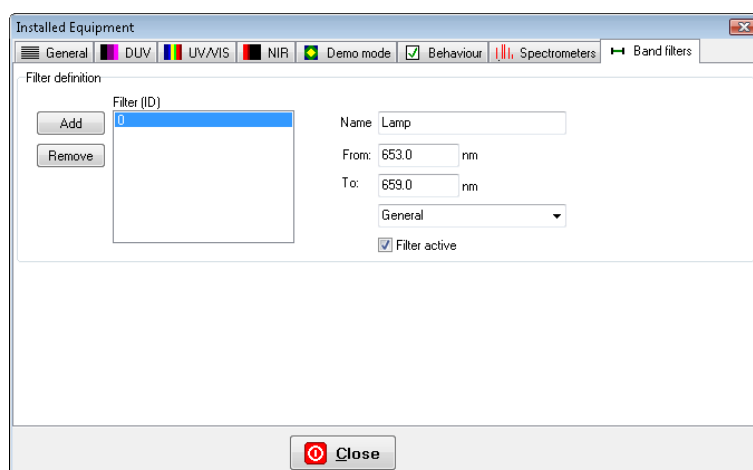 Installed Equipment
General DUV UV/VIS NIR Demo mode Behaviour Spectrometers Band filters
Filter definition
Filter (ID)
Add 0 Name Lamp
Remove From: 653.0 nm
To: 659.0 nm
General
Filter active
Close